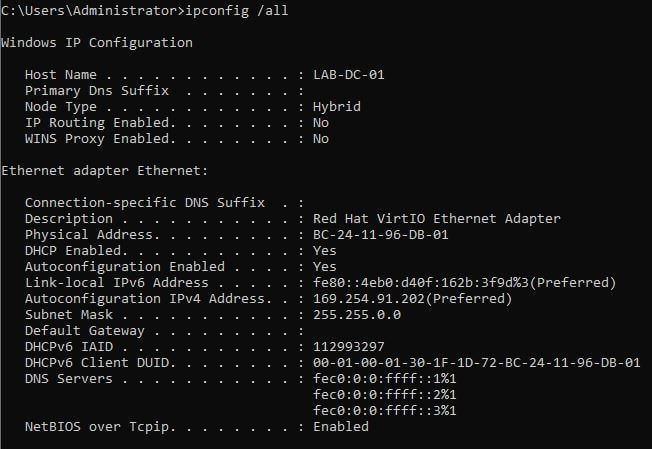 C:\Users\Administrator>ipconfig /all
Windows IP Configuration
Host Name . . . . . . . . . . . . : LAB-DC-01
Primary Dns Suffix  . . . . . . . :
Node Type . . . . . . . . . . . . : Hybrid
IP Routing Enabled. . . . . . . . : No
WINS Proxy Enabled. . . . . . . . : No
Ethernet adapter Ethernet:
Connection-specific DNS Suffix  . :
Description . . . . . . . . . . . : Red Hat VirtIO Ethernet Adapter
Physical Address. . . . . . . . . : BC-24-11-96-DB-01
DHCP Enabled. . . . . . . . . . . : Yes
Autoconfiguration Enabled . . . . : Yes
Link-local IPv6 Address . . . . . : fe80::4eb0:d40f:162b:3f9d%3(Preferred)
Autoconfiguration IPv4 Address. . : 169.254.91.202(Preferred)
Subnet Mask . . . . . . . . . . . : 255.255.0.0
Default Gateway . . . . . . . . . :
DHCPv6 IAID . . . . . . . . . . . : 112993297
DHCPv6 Client DUID. . . . . . . . : 00-01-00-01-30-1F-1D-72-BC-24-11-96-DB-01
DNS Servers . . . . . . . . . . . : fec0:0:0:ffff::1%1
fec0:0:0:ffff::2%1
fec0:0:0:ffff::3%1
NetBIOS over Tcpip. . . . . . . . : Enabled